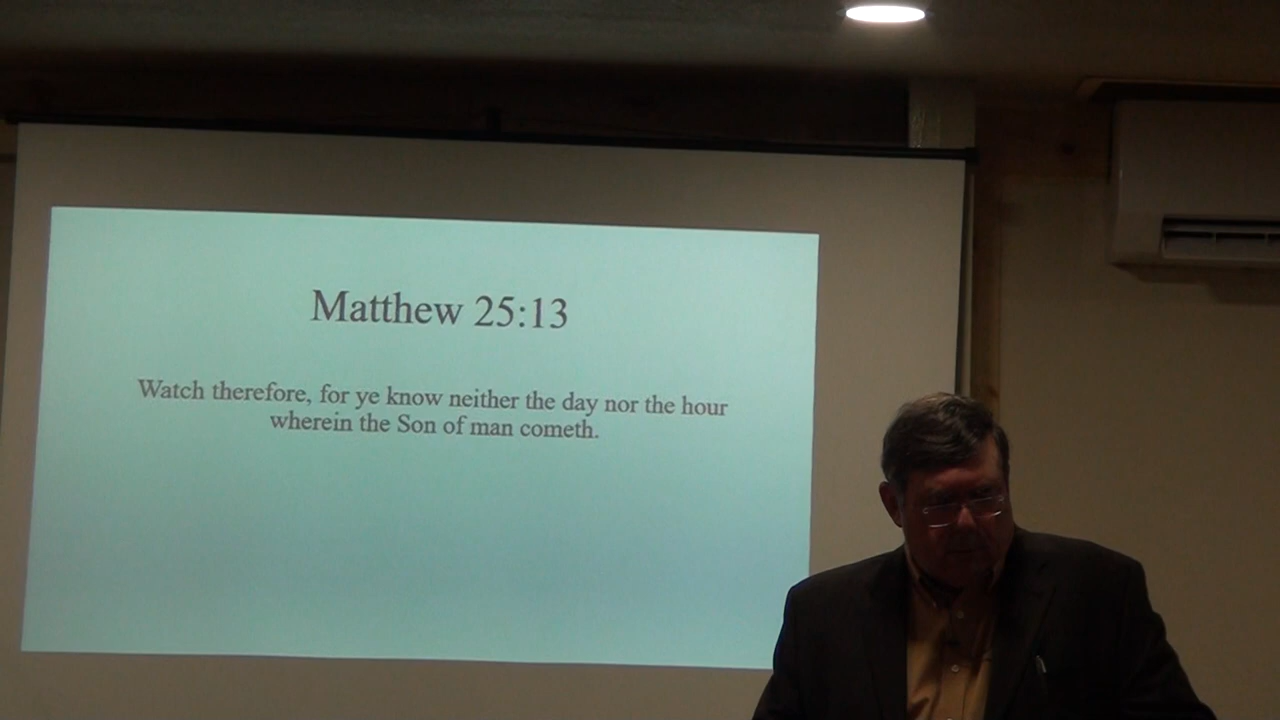 Matthew 25:13
Watch therefore, for ye know neither the day nor the hour
wherein the Son of man cometh.